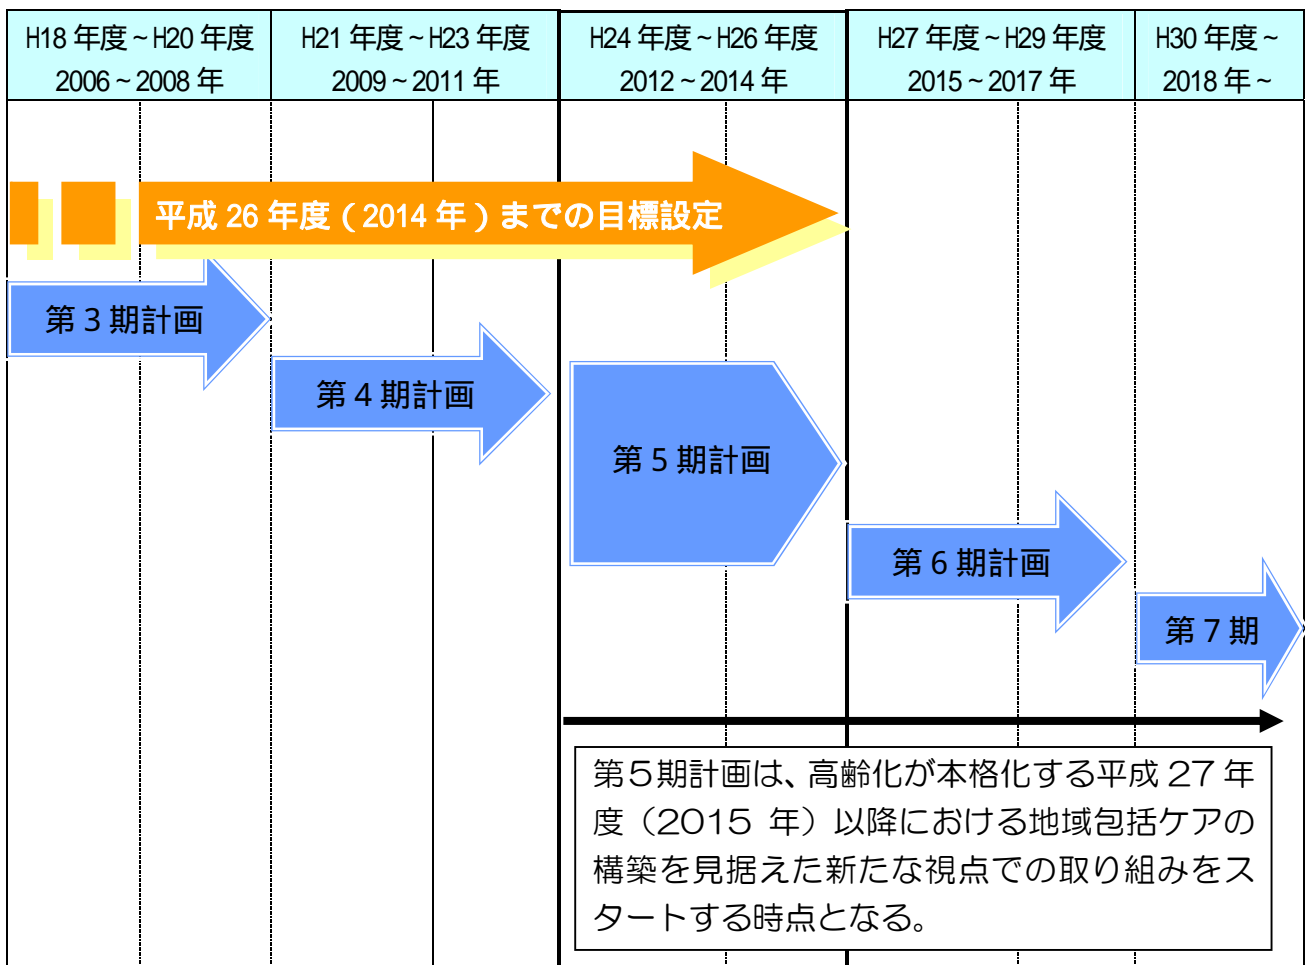 H18 年度～H20 年度
2006～2008 年
H21 年度～H23 年度
2009～2011 年
H24 年度～H26 年度
2012～2014 年
H27 年度～H29 年度
2015～2017 年
H30 年度～
2018 年～
平成 26 年度（2014 年）までの目標設定
第 3 期計画
第 4 期計画
第 5 期計画
第 6 期計画
第 7 期
第５期計画は、高齢化が本格化する平成 27 年
度（2015 年）以降における地域包括ケアの
構築を見据えた新たな視点での取り組みをス
タートする時点となる。